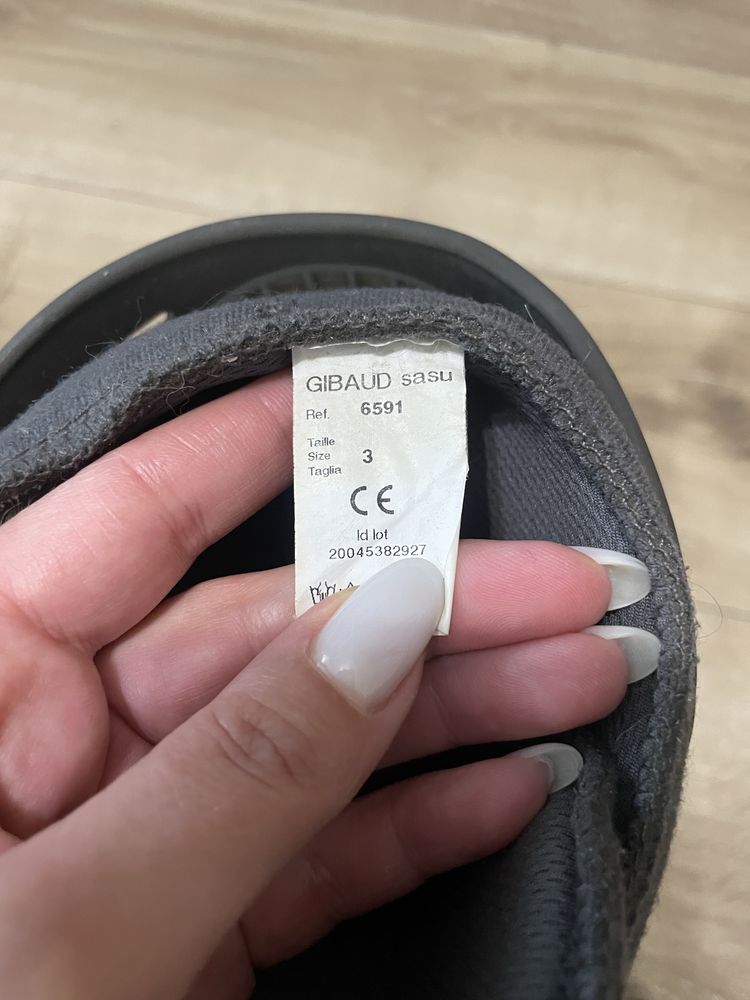 GIBAUD sasu
Ref. 6591
Taille
Size 3
Taglia
CE
Id lot
20045382927